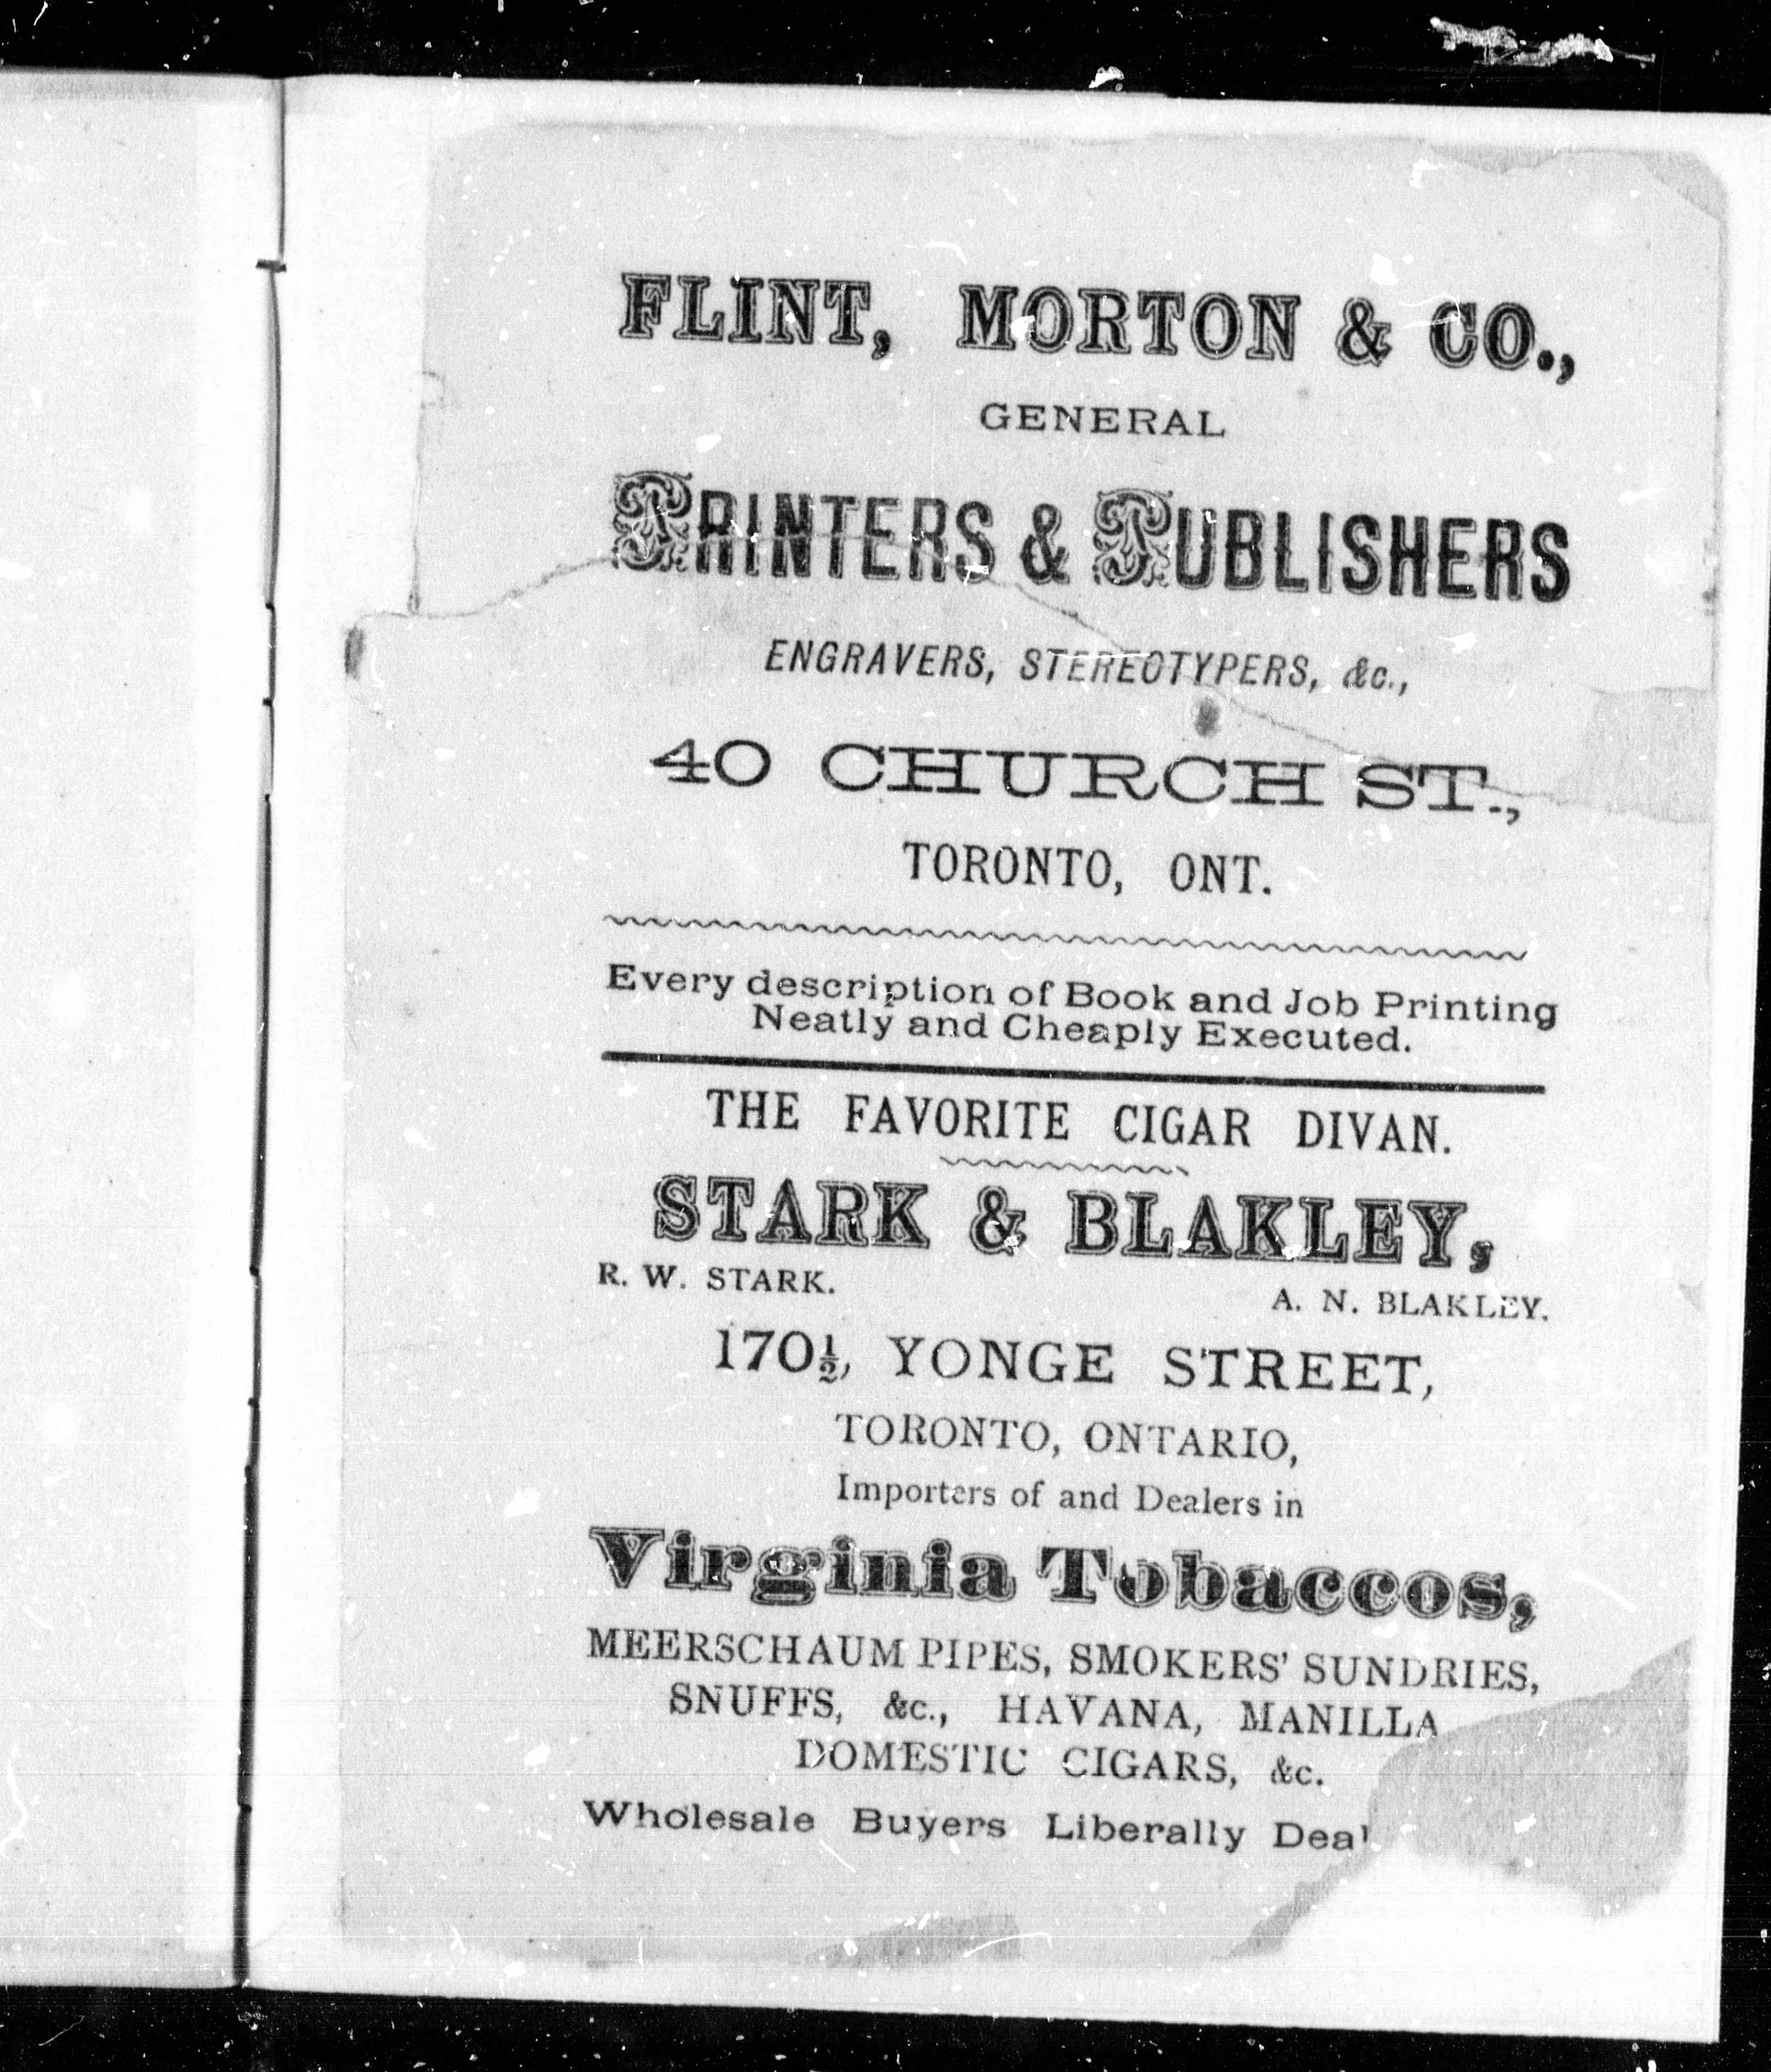 FLINT, MORTON & CO.,
GENERAL
PRINTERS & PUBLISHERS
ENGRAVERS, STEREOTYPERS, &c.,
40 CHURCH ST.,
TORONTO, ONT.
Every description of Book and Job Printing
Neatly and Cheaply Executed.
THE FAVORITE CIGAR DIVAN.
STARK & BLAKLEY,
R. W. STARK.
A. N. BLAKLEY.
170½, YONGE STREET,
TORONTO, ONTARIO,
Importers of and Dealers in
Virginia Tobaccos,
MEERSCHAUM PIPES, SMOKERS' SUNDRIES,
SNUFFS, &c., HAVANA, MANILLA
DOMESTIC CIGARS, &c.
Wholesale Buyers Liberally